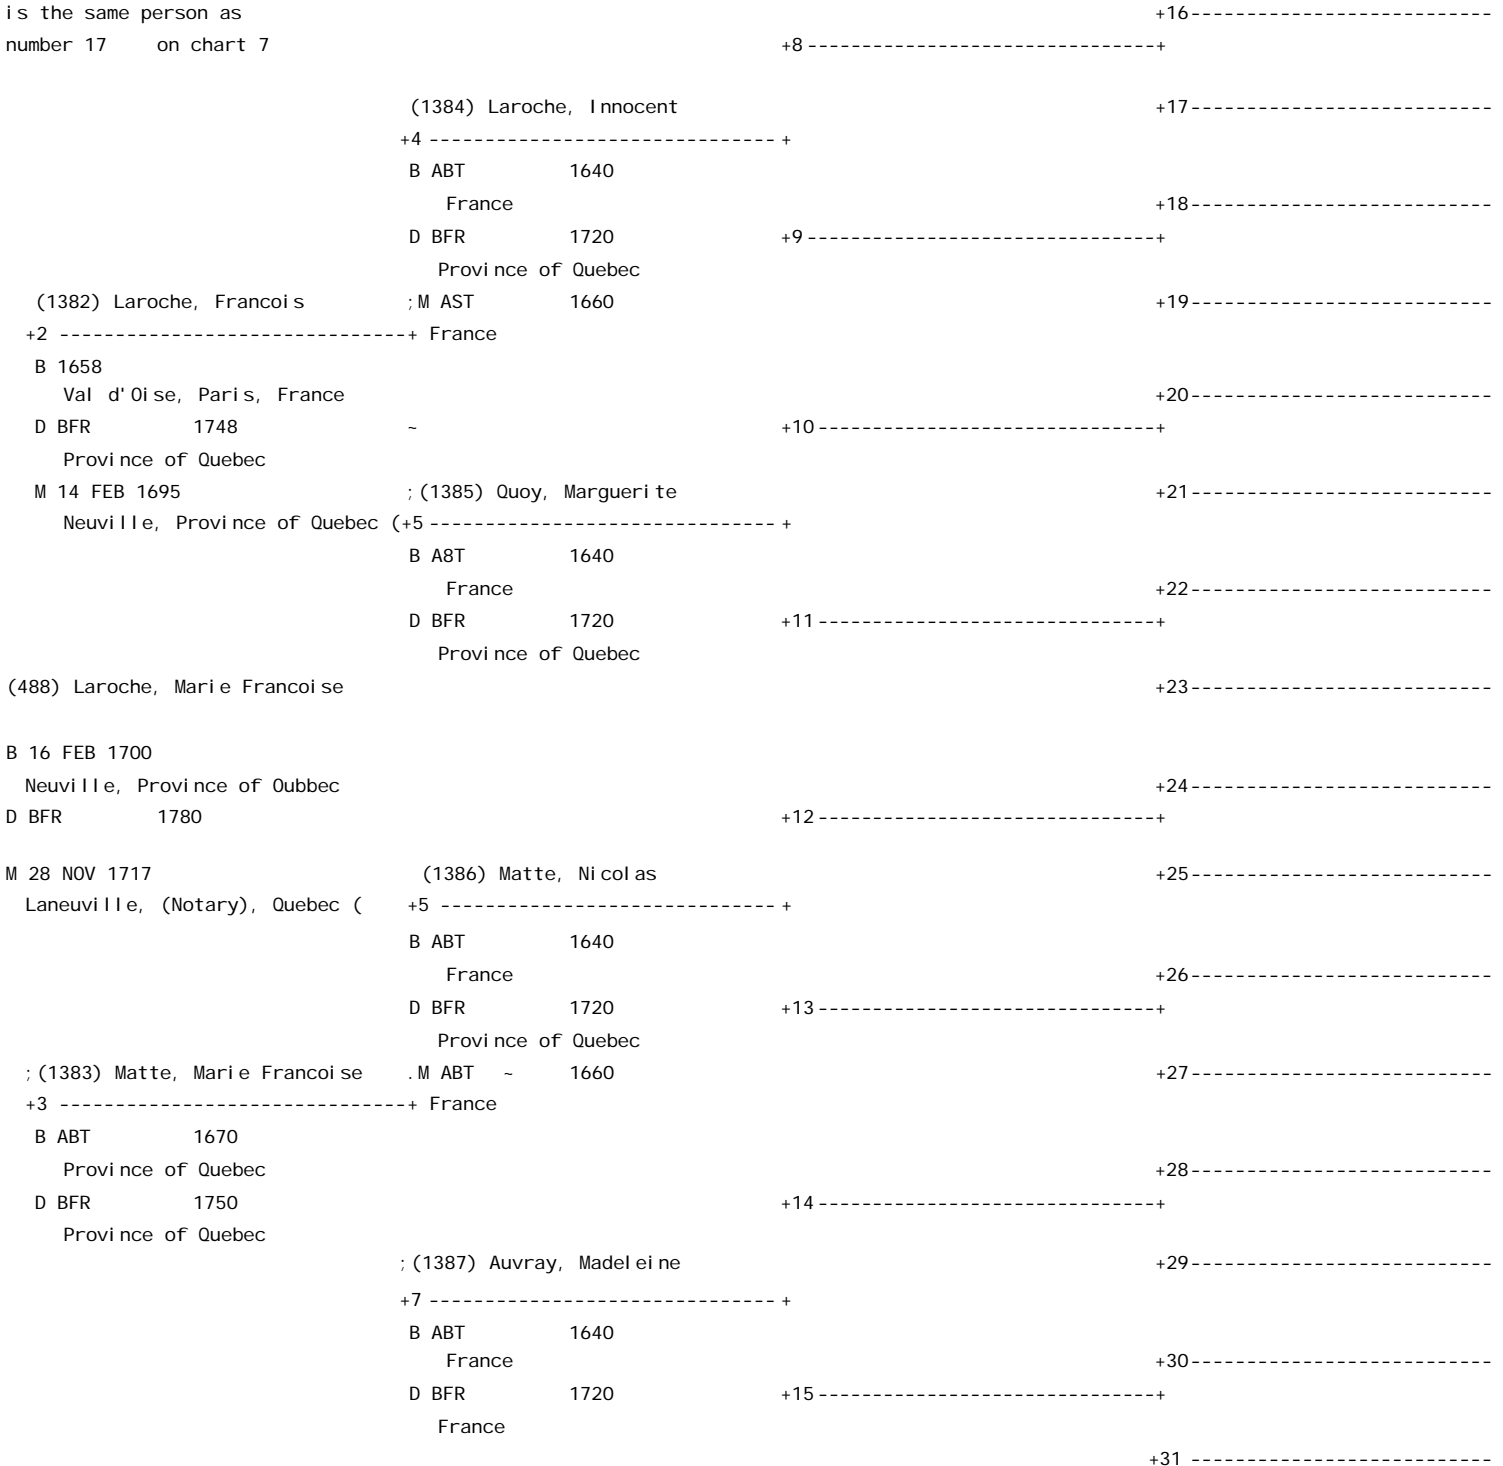 is the same person as +16---------------------------
number 17 on chart 7 +8 -------------------------------+
(1384) Laroche, Innocent +17---------------------------
+4 ------------------------------- +
B ABT 1640
France +18---------------------------
D BFR 1720 +9 -------------------------------+
Province of Quebec
(1382) Laroche, Francois ;M AST 1660 +19---------------------------
+2 -------------------------------+ France
B 1658
Val d'Oise, Paris, France +20---------------------------
D BFR 1748 ~ +10 ------------------------------+
Province of Quebec
M 14 FEB 1695 ;(1385) Quoy, Marguerite +21---------------------------
Neuville, Province of Quebec (+5 ------------------------------- +
B A8T 1640
France +22---------------------------
D BFR 1720 +11 ------------------------------+
Province of Quebec
(488) Laroche, Marie Francoise +23---------------------------
B 16 FEB 1700
Neuville, Province of Oubbec +24---------------------------
D BFR 1780 +12 ------------------------------+
M 28 NOV 1717 (1386) Matte, Nicolas +25---------------------------
Laneuville, (Notary), Quebec ( +5 ------------------------------ +
B ABT 1640
France +26---------------------------
D BFR 1720 +13 ------------------------------+
Province of Quebec
;(1383) Matte, Marie Francoise .M ABT ~ 1660 +27---------------------------
+3 -------------------------------+ France
B ABT 1670
Province of Quebec +28---------------------------
D BFR 1750 +14 ------------------------------+
Province of Quebec
;(1387) Auvray, Madeleine +29---------------------------
+7 ------------------------------- +
B ABT 1640
France +30---------------------------
D BFR 1720 +15 ------------------------------+
France
+31 ---------------------------